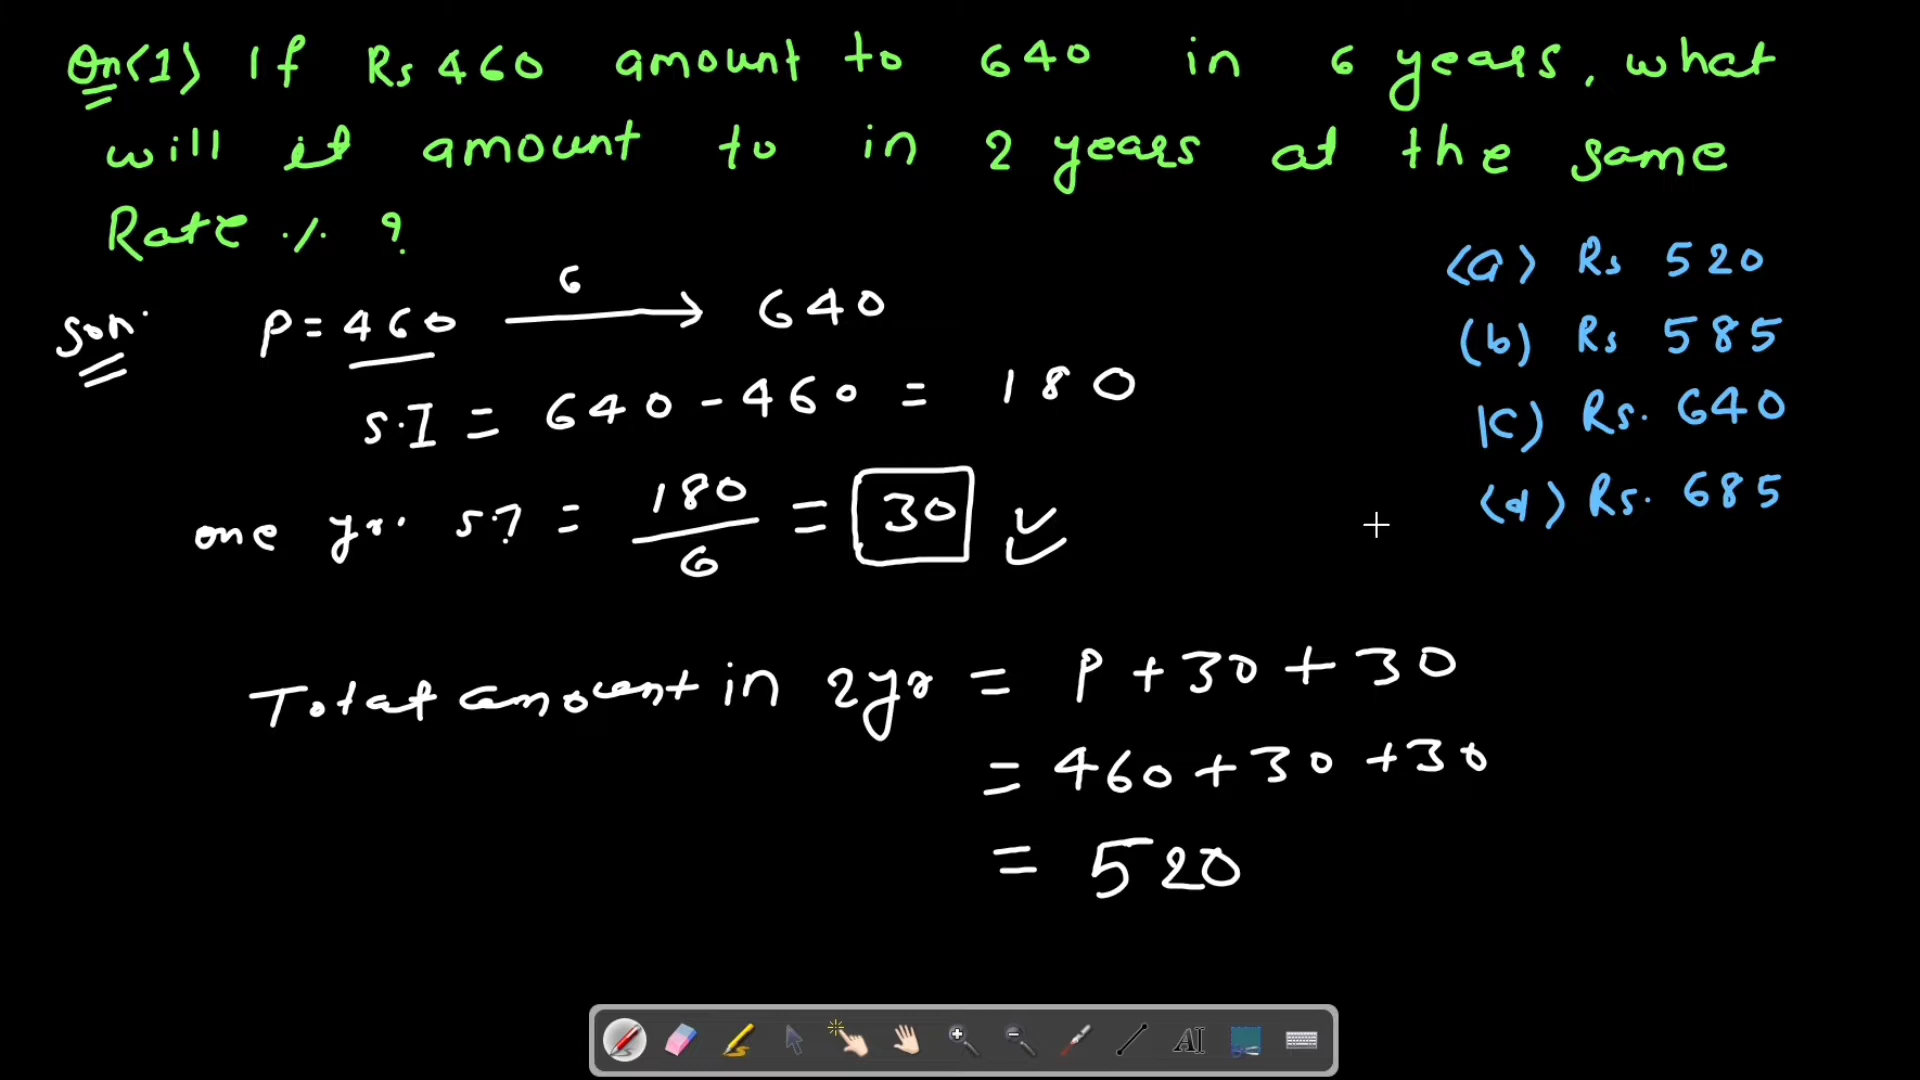 Qn(1) If Rs 460 amount to 640 in 6 years, what
will it amount to in 2 years at the same
Rate % ?
(a) Rs 520
(b) Rs 585
(c) Rs. 640
(d) Rs. 685
Son: P = 460 6 → 640
S.I = 640 - 460 = 180
one yr. S.I = 180/6 = 30
Total amount in 2yr = P + 30 + 30
= 460 + 30 + 30
= 520
AI